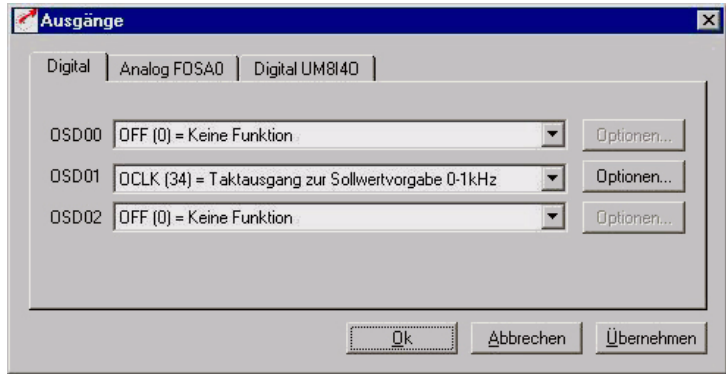 Ausgänge
Digital Analog FOSA0 Digital UM8I4O
OSD00 OFF (0) = Keine Funktion Optionen...
OSD01 OCLK (34) = Taktausgang zur Sollwertvorgabe 0-1kHz Optionen...
OSD02 OFF (0) = Keine Funktion Optionen...
Ok Abbrechen Übernehmen